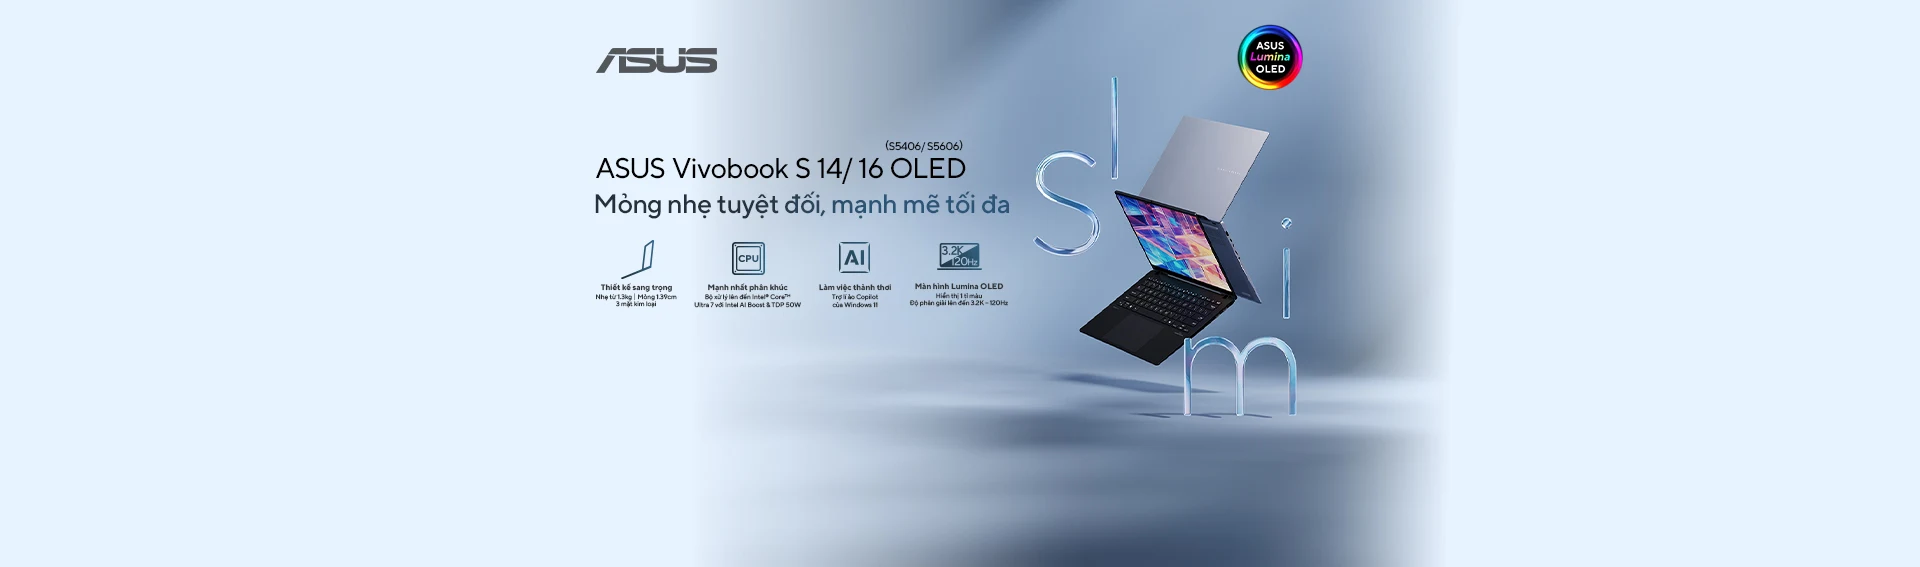 ASUS
ASUS
Lumina
OLED
(S5406/ S5606)
ASUS Vivobook S 14/ 16 OLED
Mỏng nhẹ tuyệt đối, mạnh mẽ tối đa
Slim
CPU
AI
3.2K
120Hz
Thiết kế sang trọng
Nhẹ từ 1.3kg | Mỏng 1.39cm
3 mặt kim loại
Mạnh nhất phân khúc
Bộ xử lý lên đến Intel® Core™
Ultra 7 với Intel AI Boost & TDP 50W
Làm việc thảnh thơi
Trợ lí ảo Copilot
của Windows 11
Màn hình Lumina OLED
Hiển thị 1 tỉ màu
Độ phân giải lên đến 3.2K - 120Hz